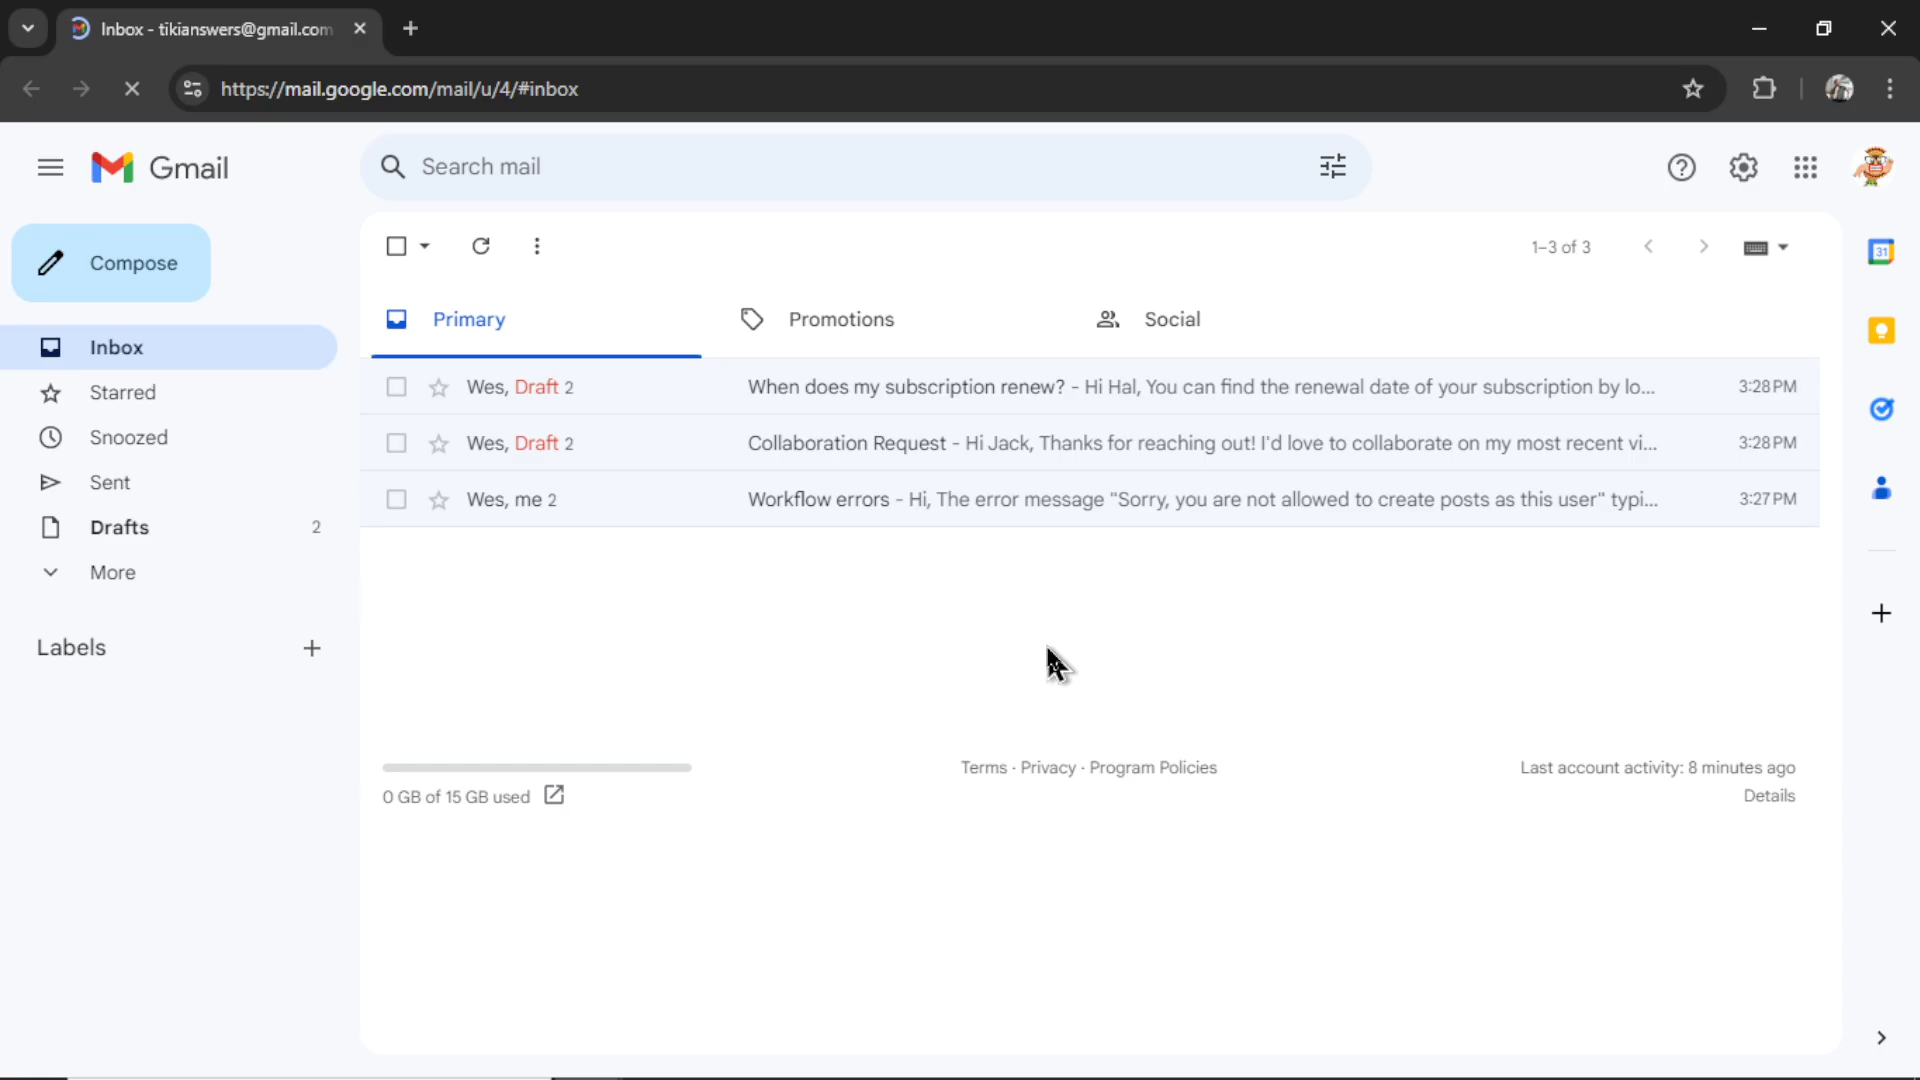 Inbox - tikianswers@gmail.com
https://mail.google.com/mail/u/4/#inbox
Gmail
Search mail
Compose
1–3 of 3
Primary
Promotions
Social
Inbox
Starred
Snoozed
Sent
Drafts 2
More
Labels
Wes, Draft 2 When does my subscription renew? - Hi Hal, You can find the renewal date of your subscription by lo... 3:28 PM
Wes, Draft 2 Collaboration Request - Hi Jack, Thanks for reaching out! I'd love to collaborate on my most recent vi... 3:28 PM
Wes, me 2 Workflow errors - Hi, The error message "Sorry, you are not allowed to create posts as this user" typi... 3:27 PM
31
0 GB of 15 GB used
Terms · Privacy · Program Policies
Last account activity: 8 minutes ago
Details